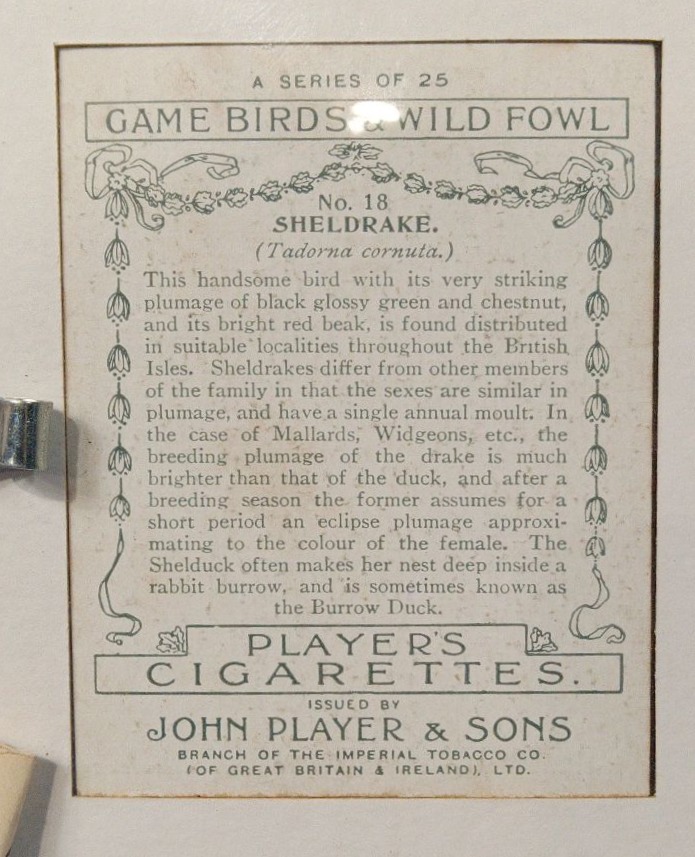 A SERIES OF 25
GAME BIRDS & WILD FOWL
No. 18
SHELDRAKE.
(Tadorna cornuta.)
This handsome bird with its very striking
plumage of black glossy green and chestnut,
and its bright red beak, is found distributed
in suitable localities throughout the British
Isles. Sheldrakes differ from other members
of the family in that the sexes are similar in
plumage, and have a single annual moult. In
the case of Mallards, Widgeons, etc., the
breeding plumage of the drake is much
brighter than that of the duck, and after a
breeding season the former assumes for a
short period an eclipse plumage approxi-
mating to the colour of the female. The
Shelduck often makes her nest deep inside a
rabbit burrow, and is sometimes known as
the Burrow Duck.
PLAYER'S
CIGARETTES.
ISSUED BY
JOHN PLAYER & SONS
BRANCH OF THE IMPERIAL TOBACCO CO.
(OF GREAT BRITAIN & IRELAND), LTD.